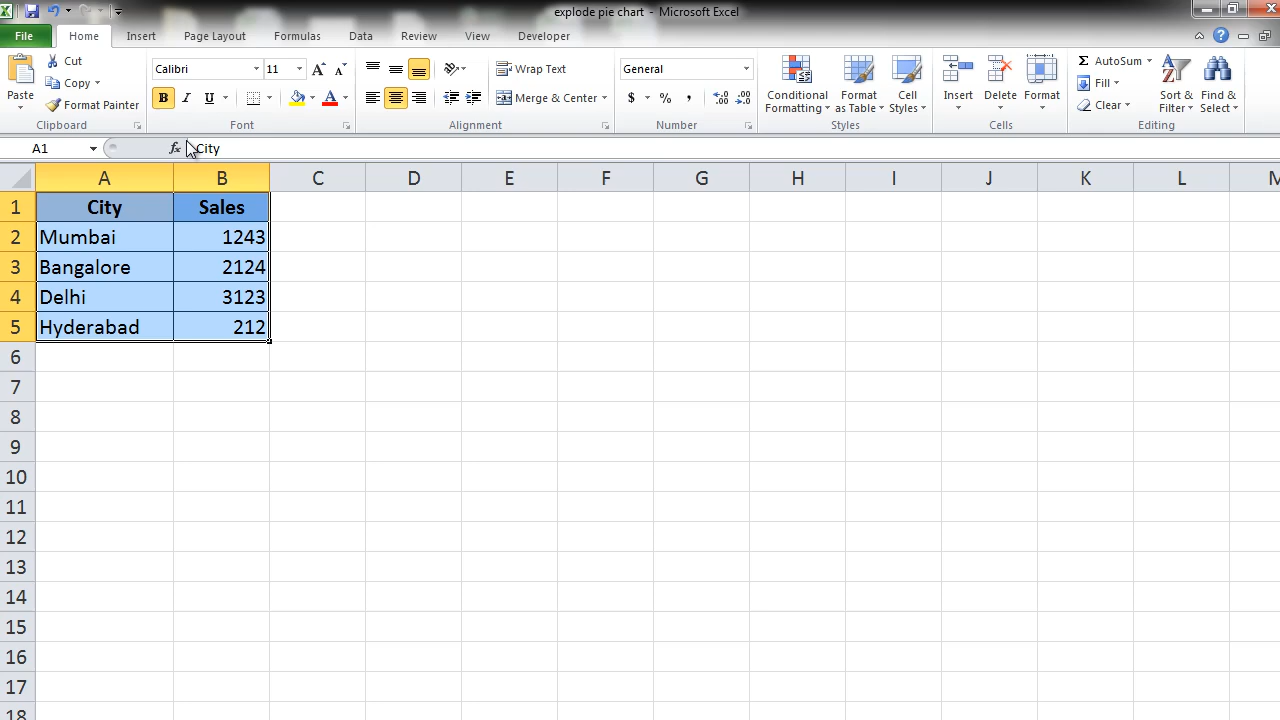 explode pie chart - Microsoft Excel
File Home Insert Page Layout Formulas Data Review View Developer
Paste Cut Copy Format Painter Clipboard
Calibri 11 B I U Font
Wrap Text Merge & Center Alignment
General $ % , Number
Conditional Formatting Format as Table Cell Styles Styles
Insert Delete Format Cells
Σ AutoSum Fill Clear Sort & Filter Find & Select Editing
A1 fx City
A B C D E F G H I J K L M
1 City Sales
2 Mumbai 1243
3 Bangalore 2124
4 Delhi 3123
5 Hyderabad 212
6
7
8
9
10
11
12
13
14
15
16
17
18